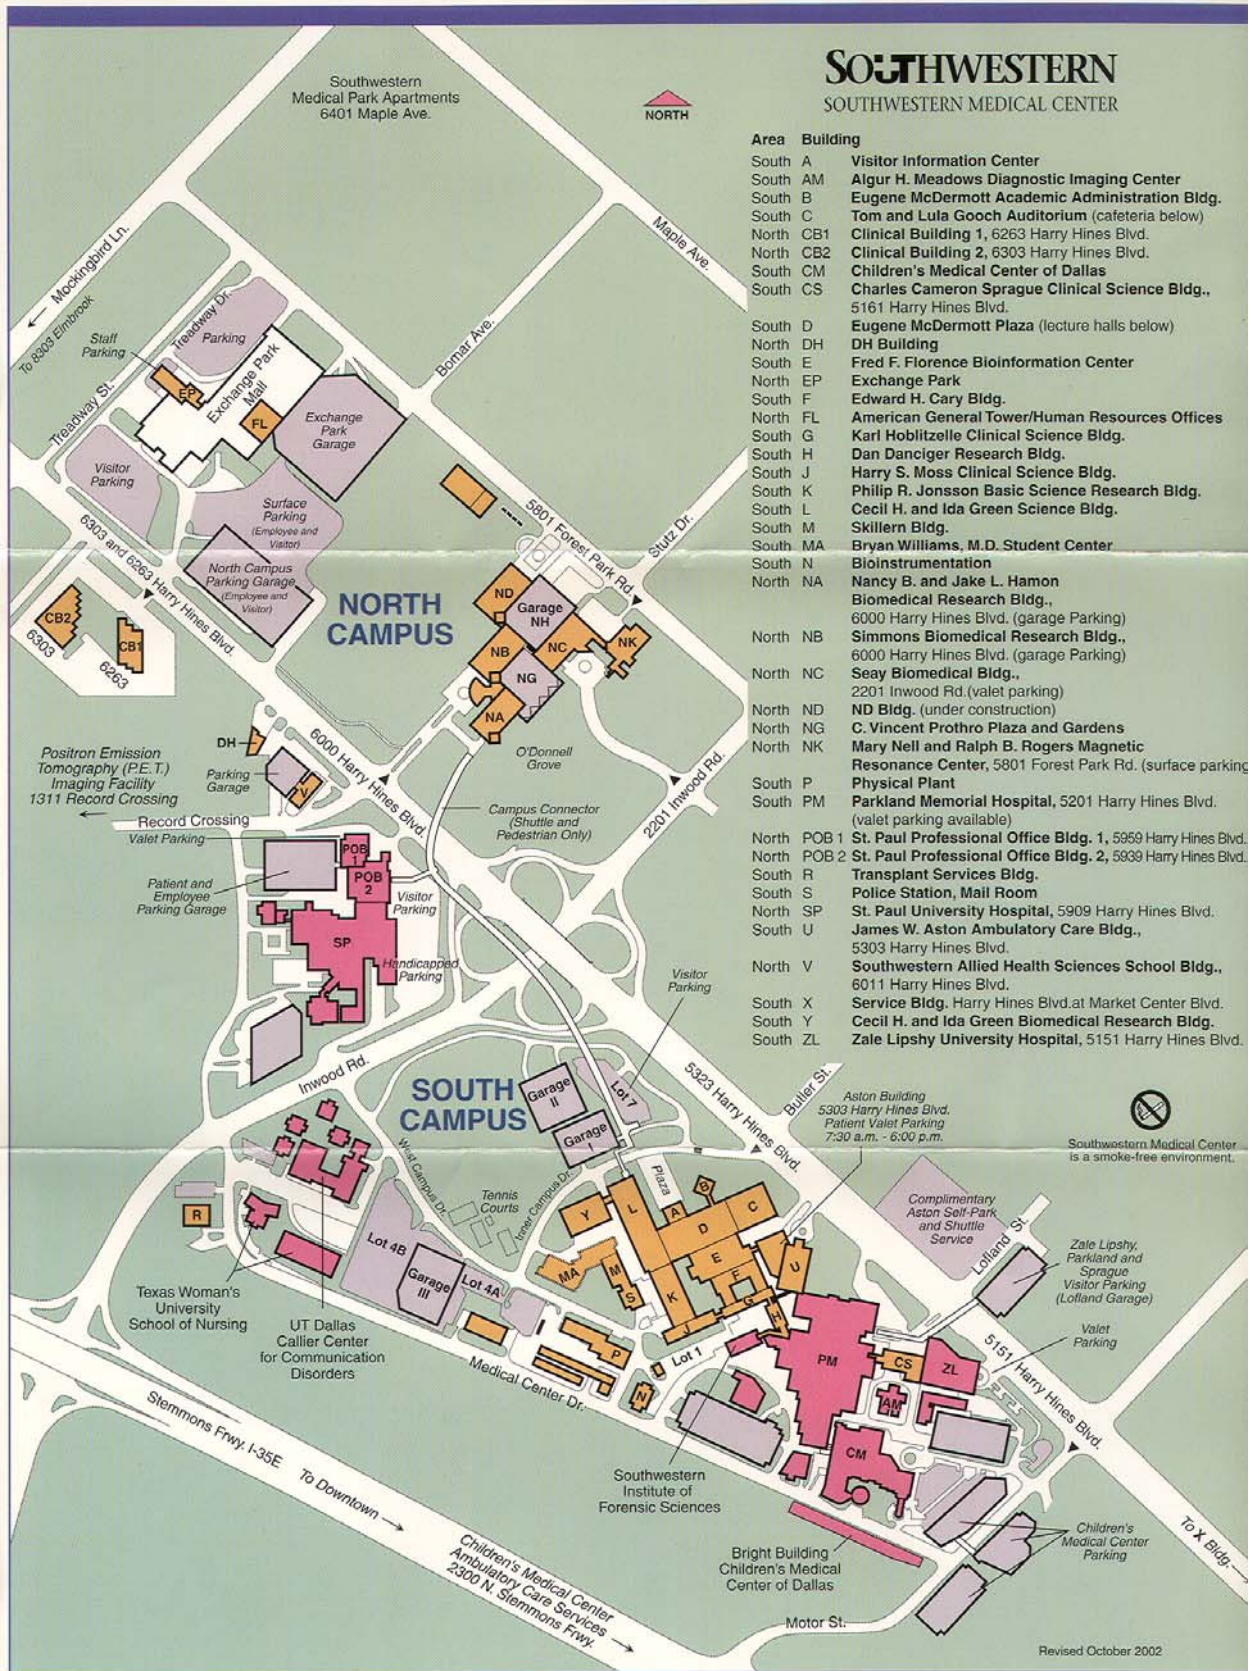 SOUTHWESTERN
SOUTHWESTERN MEDICAL CENTER
NORTH
Area Building
South A Visitor Information Center
South AM Algur H. Meadows Diagnostic Imaging Center
South B Eugene McDermott Academic Administration Bldg.
South C Tom and Lula Gooch Auditorium (cafeteria below)
North CB1 Clinical Building 1, 6263 Harry Hines Blvd.
North CB2 Clinical Building 2, 6303 Harry Hines Blvd.
South CM Children's Medical Center of Dallas
South CS Charles Cameron Sprague Clinical Science Bldg.,
5161 Harry Hines Blvd.
South D Eugene McDermott Plaza (lecture halls below)
North DH DH Building
South E Fred F. Florence Bioinformation Center
North EP Exchange Park
South F Edward H. Cary Bldg.
North FL American General Tower/Human Resources Offices
South G Karl Hoblitzelle Clinical Science Bldg.
South H Dan Danciger Research Bldg.
South J Harry S. Moss Clinical Science Bldg.
South K Philip R. Jonsson Basic Science Research Bldg.
South L Cecil H. and Ida Green Science Bldg.
South M Skillern Bldg.
South MA Bryan Williams, M.D. Student Center
South N Bioinstrumentation
North NA Nancy B. and Jake L. Hamon
Biomedical Research Bldg.,
6000 Harry Hines Blvd. (garage Parking)
North NB Simmons Biomedical Research Bldg.,
6000 Harry Hines Blvd. (garage Parking)
North NC Seay Biomedical Bldg.,
2201 Inwood Rd.(valet parking)
North ND ND Bldg. (under construction)
North NG C. Vincent Prothro Plaza and Gardens
North NK Mary Nell and Ralph B. Rogers Magnetic
Resonance Center, 5801 Forest Park Rd. (surface parking
South P Physical Plant
South PM Parkland Memorial Hospital, 5201 Harry Hines Blvd.
(valet parking available)
North POB 1 St. Paul Professional Office Bldg. 1, 5959 Harry Hines Blvd.
North POB 2 St. Paul Professional Office Bldg. 2, 5939 Harry Hines Blvd.
South R Transplant Services Bldg.
South S Police Station, Mail Room
North SP St. Paul University Hospital, 5909 Harry Hines Blvd.
South U James W. Aston Ambulatory Care Bldg.,
5303 Harry Hines Blvd.
North V Southwestern Allied Health Sciences School Bldg.,
6011 Harry Hines Blvd.
South X Service Bldg. Harry Hines Blvd.at Market Center Blvd.
South Y Cecil H. and Ida Green Biomedical Research Bldg.
South ZL Zale Lipshy University Hospital, 5151 Harry Hines Blvd.
Southwestern Medical Center
is a smoke-free environment.
Southwestern
Medical Park Apartments
6401 Maple Ave.
Mockingbird Ln.
Maple Ave.
To 8303 Elmbrook
Treadway Dr.
Parking
Staff
Parking
Bomar Ave.
EP
Exchange Park
Mall
FL
Treadway St.
Exchange
Park
Garage
Visitor
Parking
Surface
Parking
(Employee and
Visitor)
5801 Forest Park Rd.
Stutz Dr.
6303 and 6263 Harry Hines Blvd.
North Campus
Parking Garage
(Employee and
Visitor)
NORTH
CAMPUS
ND
Garage
NH
NB
NC
NK
NG
NA
CB2
6303
CB1
6263
O'Donnell
Grove
DH
6000 Harry Hines Blvd.
Positron Emission
Tomography (P.E.T.)
Imaging Facility
1311 Record Crossing
Parking
Garage
V
2201 Inwood Rd.
Campus Connector
(Shuttle and
Pedestrian Only)
Record Crossing
Valet Parking
POB
1
POB
2
Patient and
Employee
Parking Garage
Visitor
Parking
SP
Handicapped
Parking
Visitor
Parking
Inwood Rd.
SOUTH
CAMPUS
Garage
II
Lot 7
Garage
I
5323 Harry Hines Blvd.
Butler St.
Aston Building
5303 Harry Hines Blvd.
Patient Valet Parking
7:30 a.m. - 6:00 p.m.
West Campus Dr.
Tennis
Courts
Inner Campus Dr.
Plaza
B
C
A
L
Y
D
Complimentary
Aston Self-Park
and Shuttle
Service
Lofland St.
Zale Lipshy,
Parkland and
Sprague
Visitor Parking
(Lofland Garage)
R
Lot 4B
Garage
III
Lot 4A
MA
M
S
E
F
U
K
G
H
J
Texas Woman's
University
School of Nursing
UT Dallas
Callier Center
for Communication
Disorders
P
Lot 1
N
PM
CS
ZL
AM
Valet
Parking
5151 Harry Hines Blvd.
Medical Center Dr.
CM
Stemmons Frwy. I-35E
To Downtown
Southwestern
Institute of
Forensic Sciences
Children's
Medical Center
Parking
To X Bldg.
Bright Building
Children's Medical
Center of Dallas
Children's Medical Center
Ambulatory Care Services
2300 N. Stemmons Frwy.
Motor St.
Revised October 2002